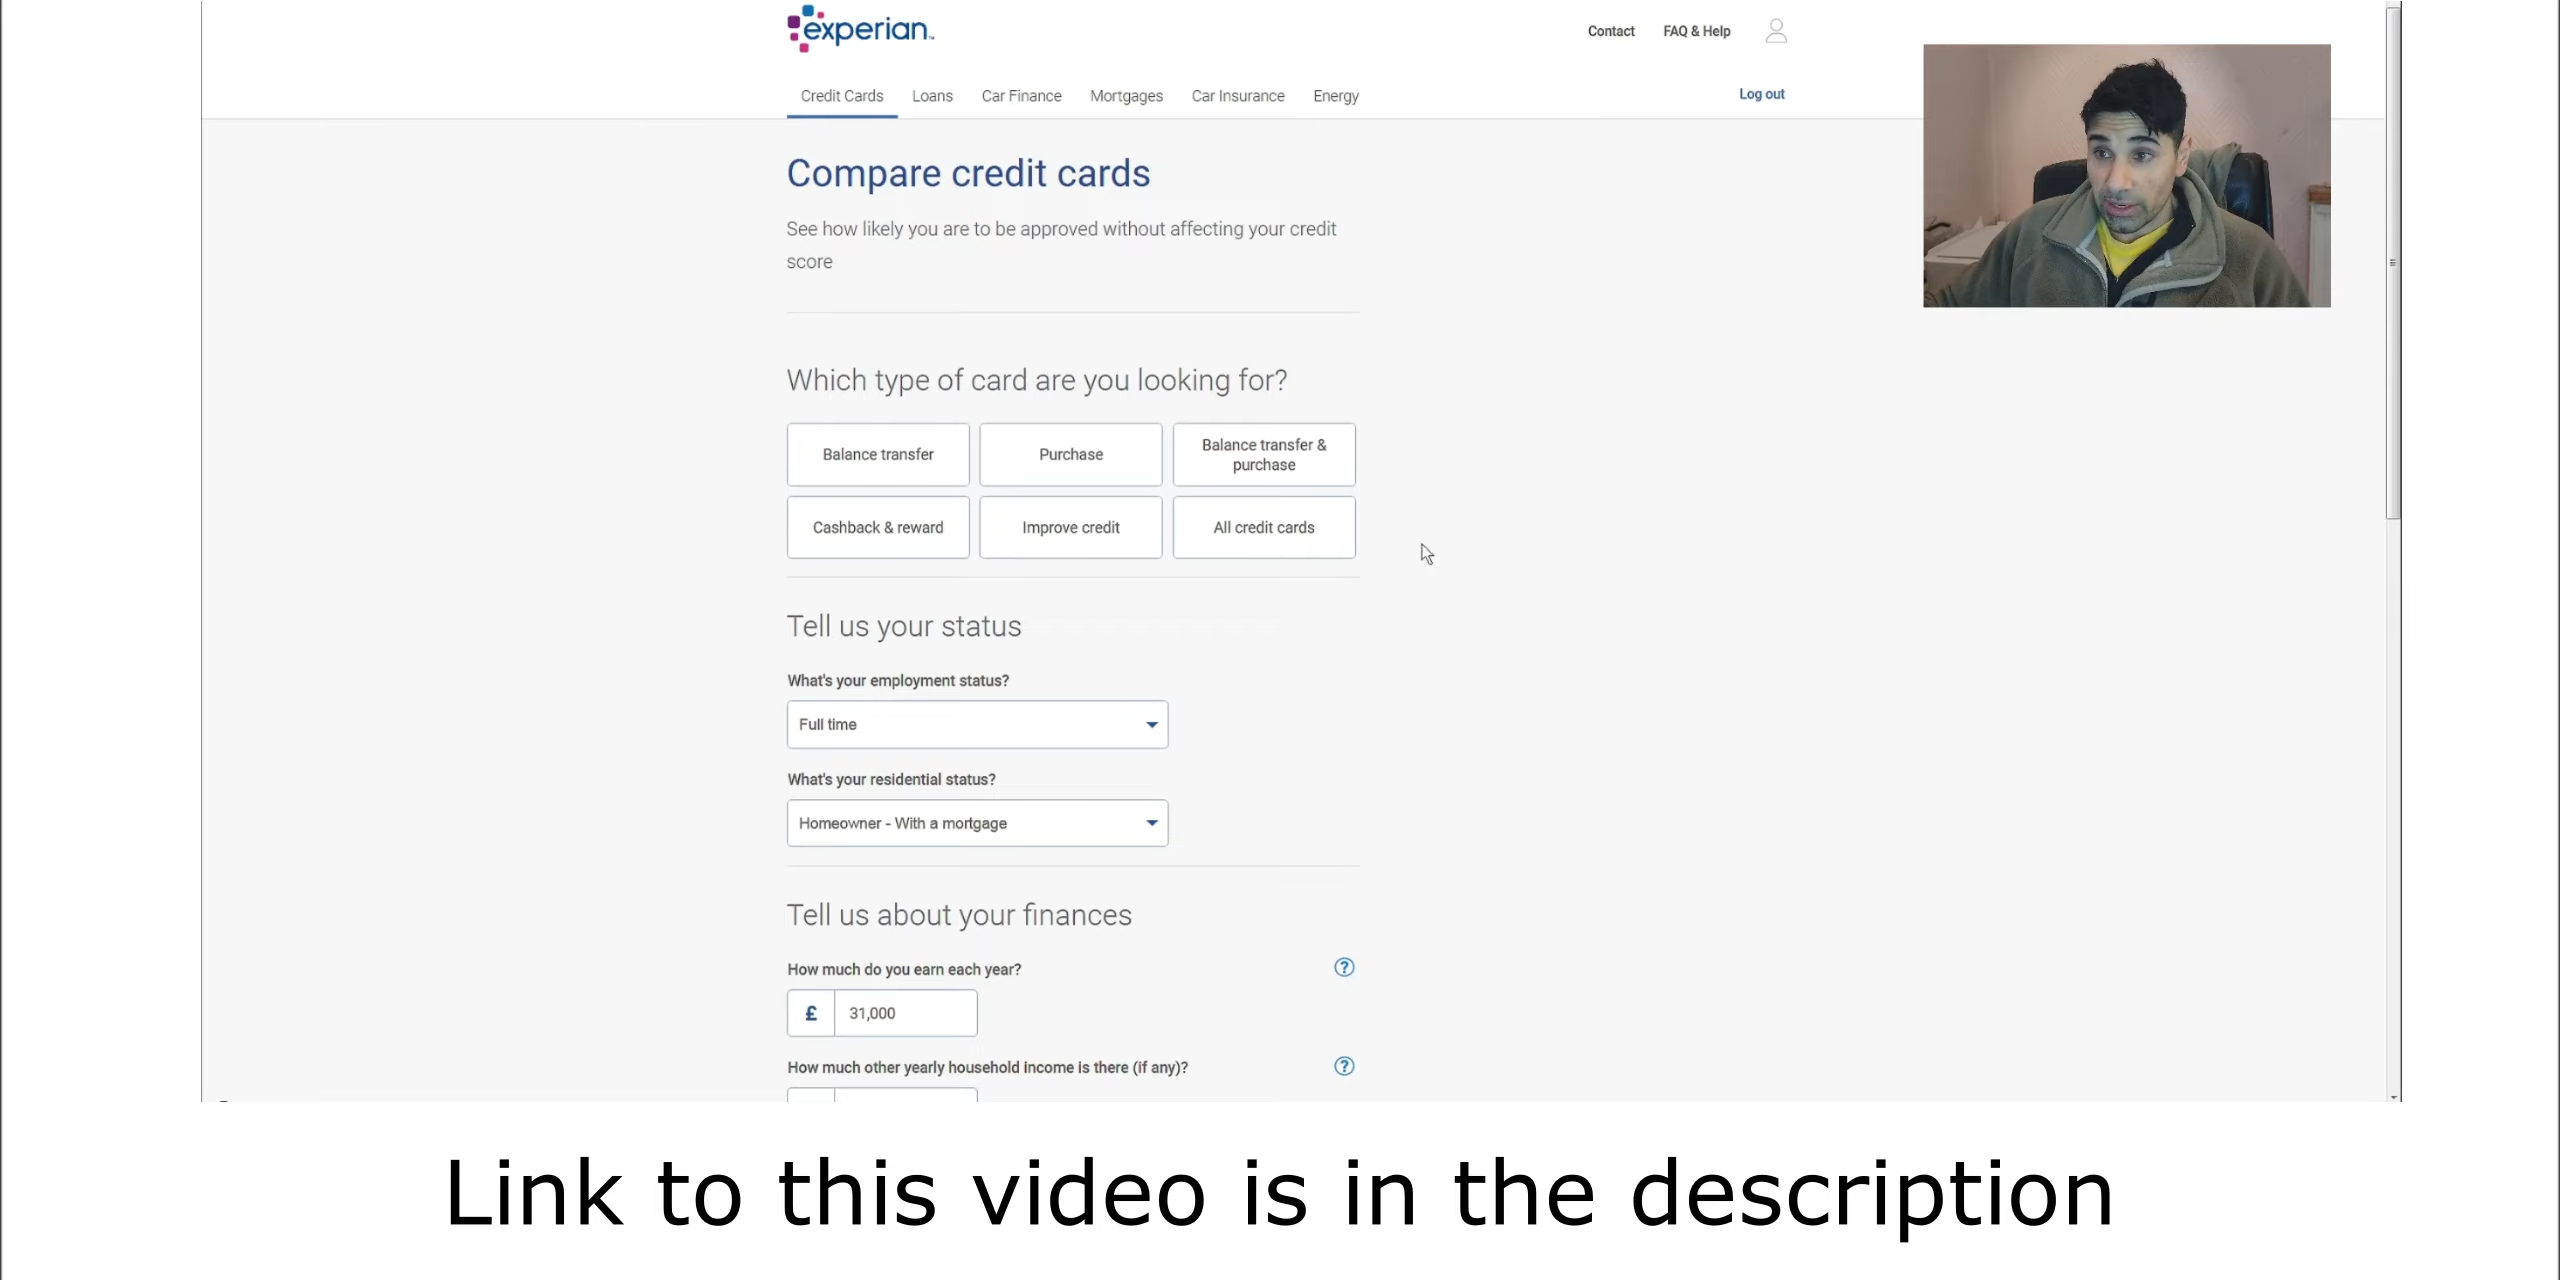 experian™
Contact FAQ & Help
Credit Cards Loans Car Finance Mortgages Car Insurance Energy
Log out
Compare credit cards
See how likely you are to be approved without affecting your credit
score
Which type of card are you looking for?
Balance transfer
Purchase
Balance transfer &
purchase
Cashback & reward
Improve credit
All credit cards
Tell us your status
What's your employment status?
Full time
What's your residential status?
Homeowner - With a mortgage
Tell us about your finances
How much do you earn each year?
?
£ 31,000
How much other yearly household income is there (if any)?
?
Link to this video is in the description